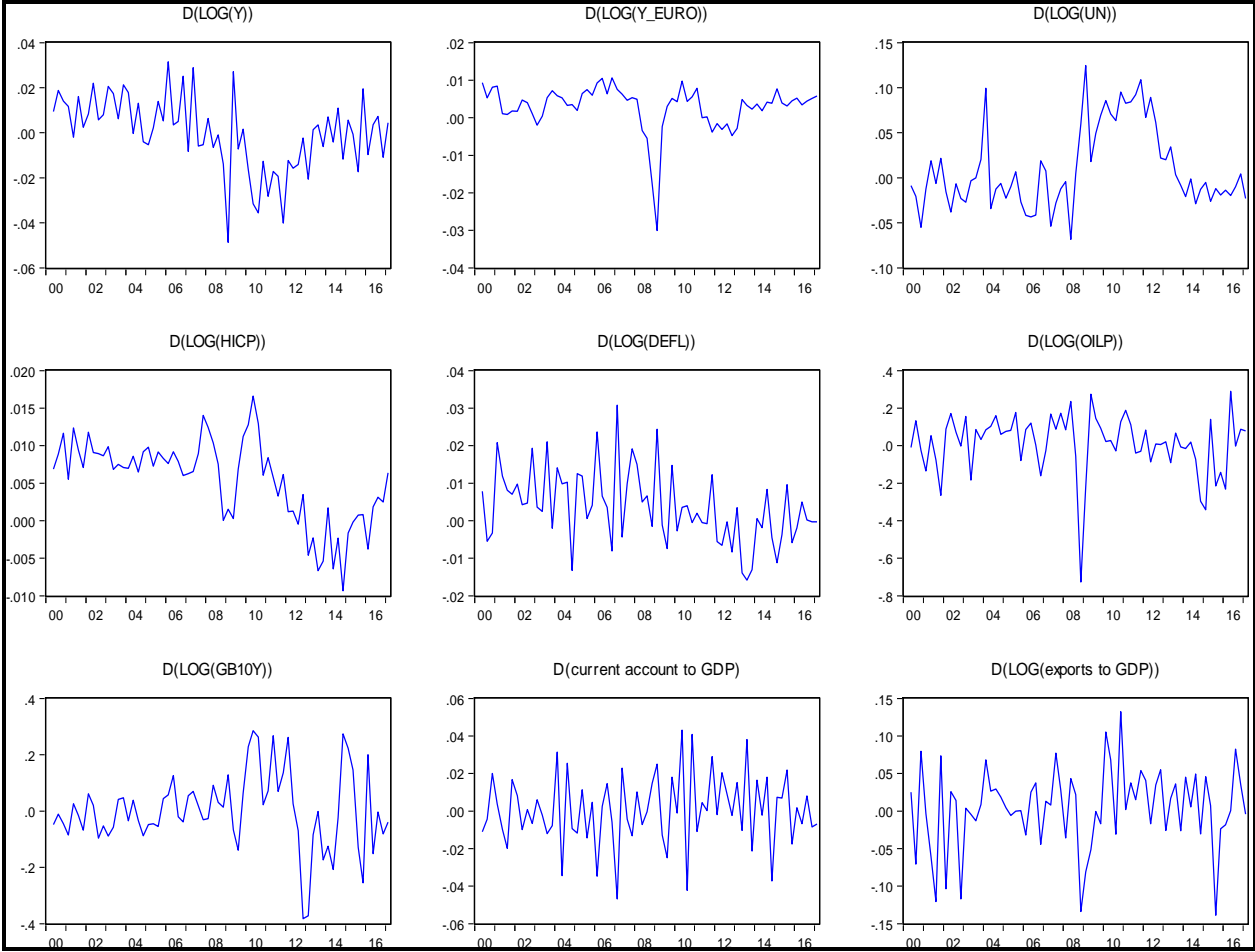 D(LOG(Y)) D(LOG(Y_EURO)) D(LOG(UN))
.04 .02 .15
.02 .01 .10
.00 .00 .05
-.02 -.01 .00
-.04 -.02 -.05
-.06 -.03 -.10
-.04
00 02 04 06 08 10 12 14 16 00 02 04 06 08 10 12 14 16 00 02 04 06 08 10 12 14 16
D(LOG(HICP)) D(LOG(DEFL)) D(LOG(OILP))
.020 .04 .4
.015 .03 .2
.010 .02 .0
.005 .01 -.2
.000 .00 -.4
-.005 -.01 -.6
-.010 -.02 -.8
00 02 04 06 08 10 12 14 16 00 02 04 06 08 10 12 14 16 00 02 04 06 08 10 12 14 16
D(LOG(GB10Y)) D(current account to GDP) D(LOG(exports to GDP))
.4 .06 .15
.2 .04 .10
.0 .02 .05
-.2 .00 .00
-.4 -.02 -.05
-.04 -.10
-.06 -.15
00 02 04 06 08 10 12 14 16 00 02 04 06 08 10 12 14 16 00 02 04 06 08 10 12 14 16